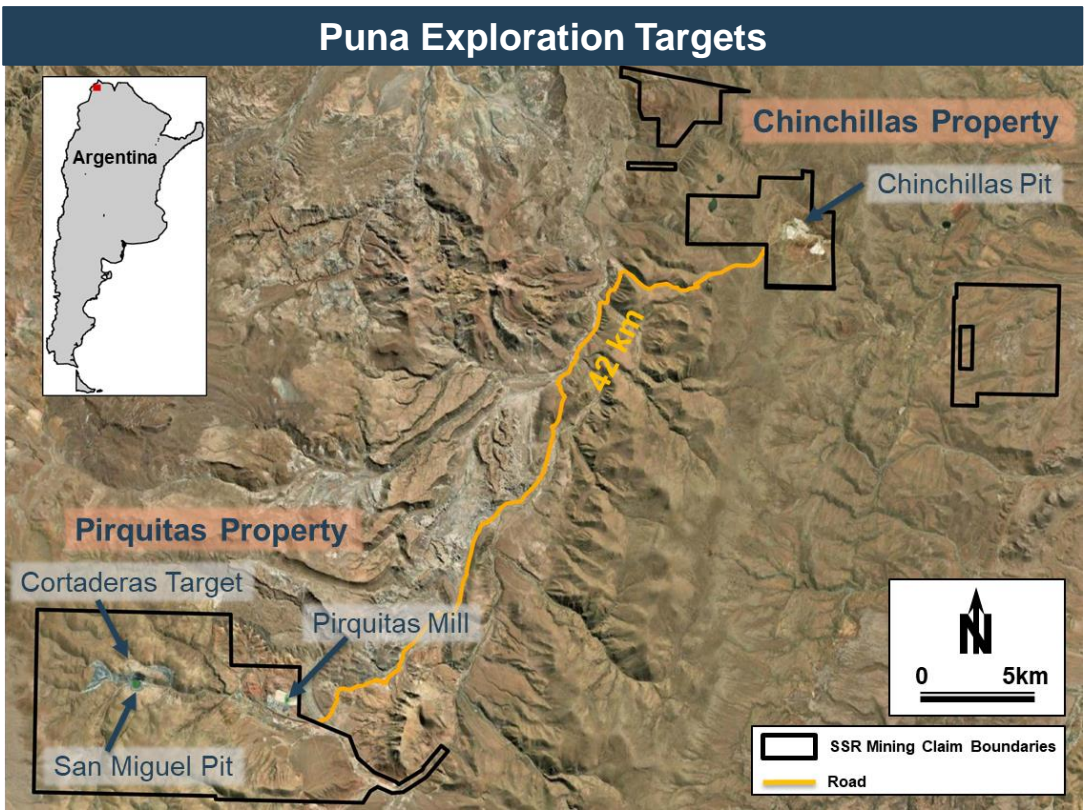 Puna Exploration Targets
Argentina
Chinchillas Property
Chinchillas Pit
42 km
Pirquitas Property
Cortaderas Target
Pirquitas Mill
San Miguel Pit
N
0 5km
SSR Mining Claim Boundaries
Road